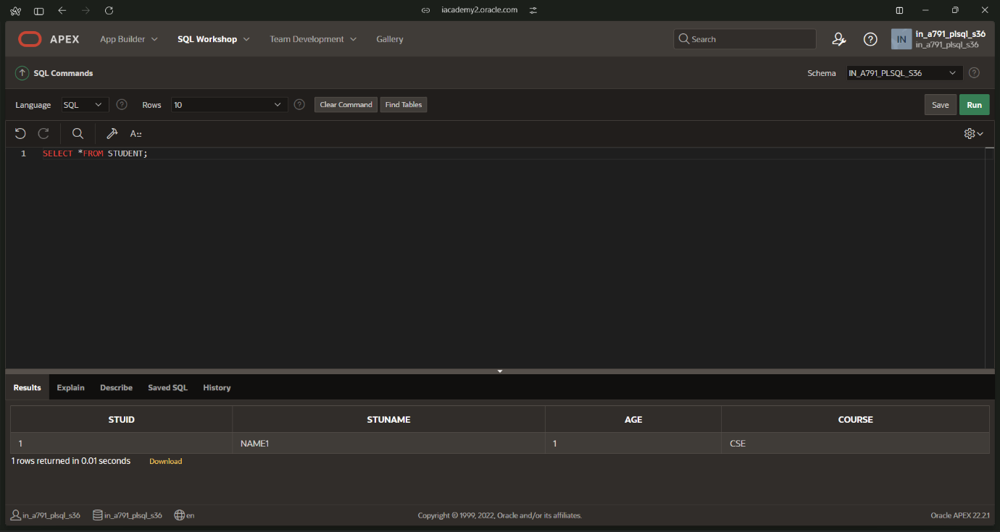 iacademy2.oracle.com
APEX App Builder SQL Workshop Team Development Gallery Search IN in_a791_plsql_s36
in_a791_plsql_s36
SQL Commands Schema IN_A791_PLSQL_S36
Language SQL Rows 10 Clear Command Find Tables Save Run
A::
1 SELECT *FROM STUDENT;
Results Explain Describe Saved SQL History
STUID STUNAME AGE COURSE
1 NAME1 1 CSE
1 rows returned in 0.01 seconds Download
in_a791_plsql_s36 in_a791_plsql_s36 en Copyright © 1999, 2022, Oracle and/or its affiliates. Oracle APEX 22.2.1